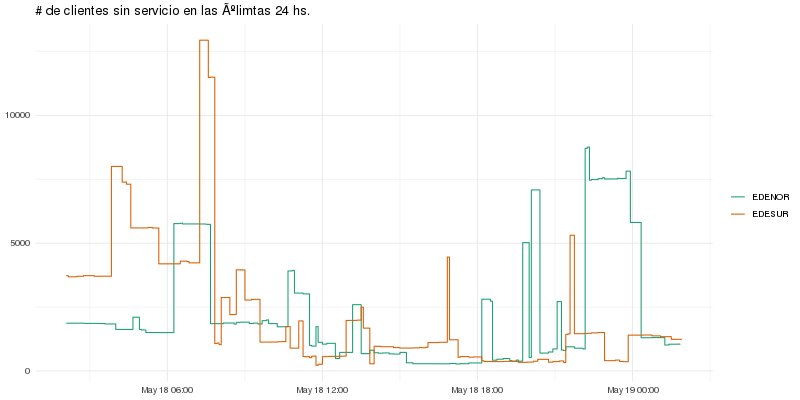 # de clientes sin servicio en las Ãºlimtas 24 hs.
10000
5000
0
May 18 06:00
May 18 12:00
May 18 18:00
May 19 00:00
EDENOR
EDESUR